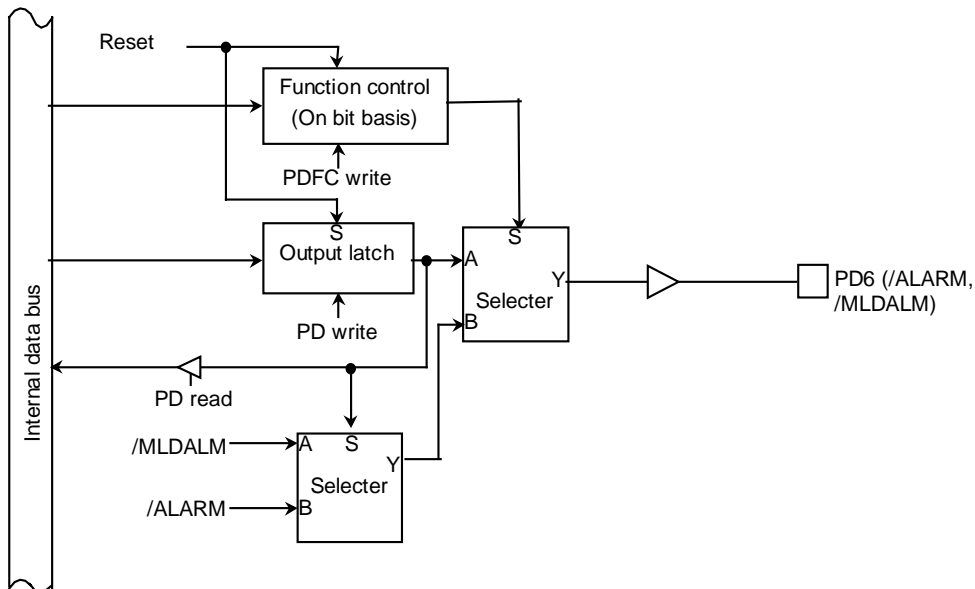 Reset
Function control
(On bit basis)
PDFC write
S
Output latch
PD write
S
A
Y
Selecter
B
PD6 (/ALARM,
/MLDALM)
Internal data bus
PD read
/MLDALM
A
S
Y
Selecter
/ALARM
B